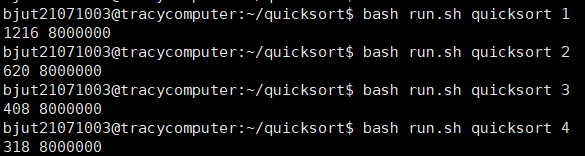 bjut21071003@tracycomputer:~/quicksort$ bash run.sh quicksort 1
1216 8000000
bjut21071003@tracycomputer:~/quicksort$ bash run.sh quicksort 2
620 8000000
bjut21071003@tracycomputer:~/quicksort$ bash run.sh quicksort 3
408 8000000
bjut21071003@tracycomputer:~/quicksort$ bash run.sh quicksort 4
318 8000000